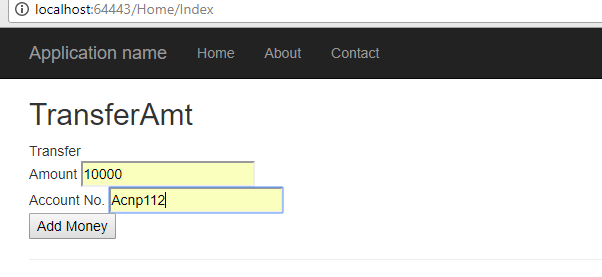 localhost:64443/Home/Index
Application name Home About Contact
TransferAmt
Transfer
Amount 10000
Account No. Acnp112
Add Money